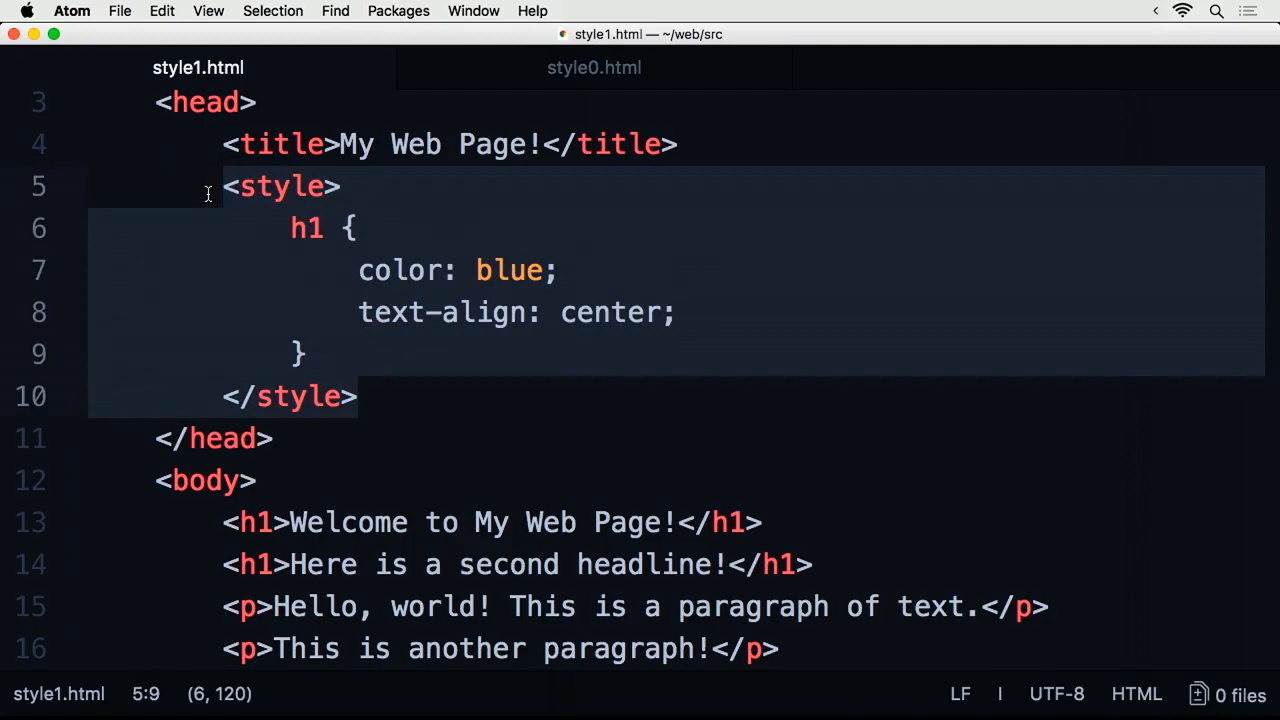 Atom File Edit View Selection Find Packages Window Help
style1.html — ~/web/src
style1.html style0.html
3 <head>
4 <title>My Web Page!</title>
5 <style>
6 h1 {
7 color: blue;
8 text-align: center;
9 }
10 </style>
11 </head>
12 <body>
13 <h1>Welcome to My Web Page!</h1>
14 <h1>Here is a second headline!</h1>
15 <p>Hello, world! This is a paragraph of text.</p>
16 <p>This is another paragraph!</p>
style1.html 5:9 (6, 120) LF UTF-8 HTML 0 files